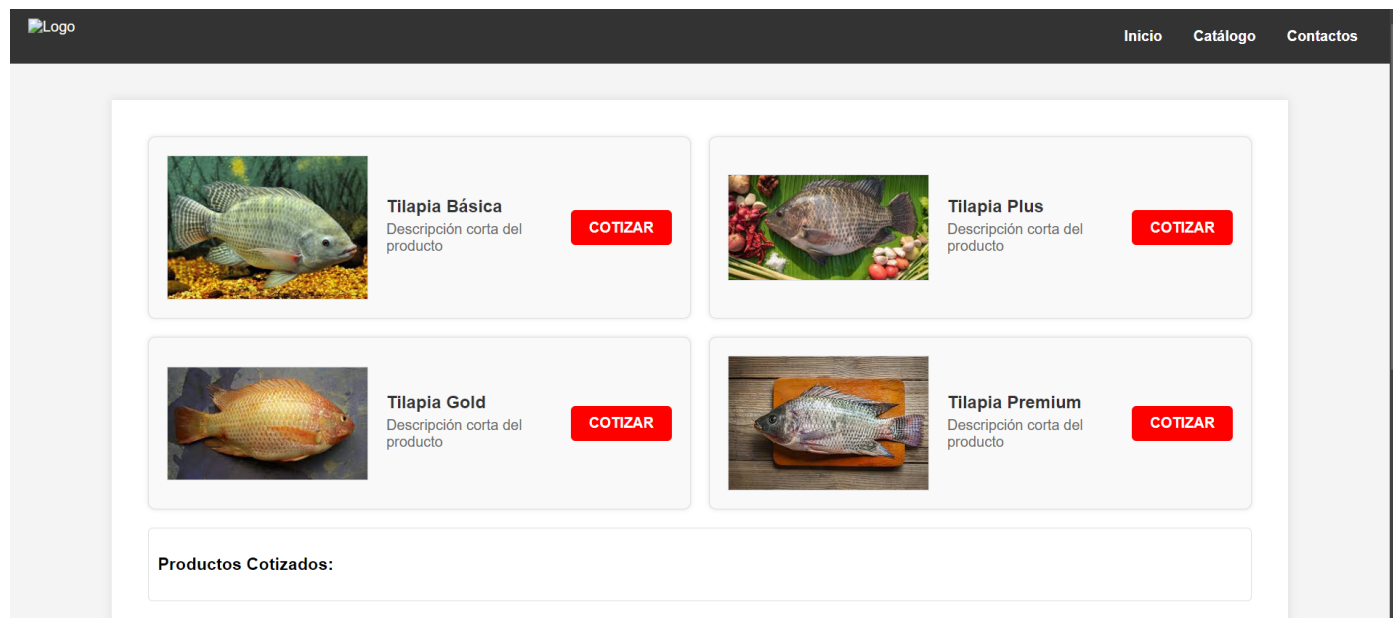 Logo
Inicio Catálogo Contactos
Tilapia Básica
Descripción corta del
producto
COTIZAR
Tilapia Plus
Descripción corta del
producto
COTIZAR
Tilapia Gold
Descripción corta del
producto
COTIZAR
Tilapia Premium
Descripción corta del
producto
COTIZAR
Productos Cotizados: